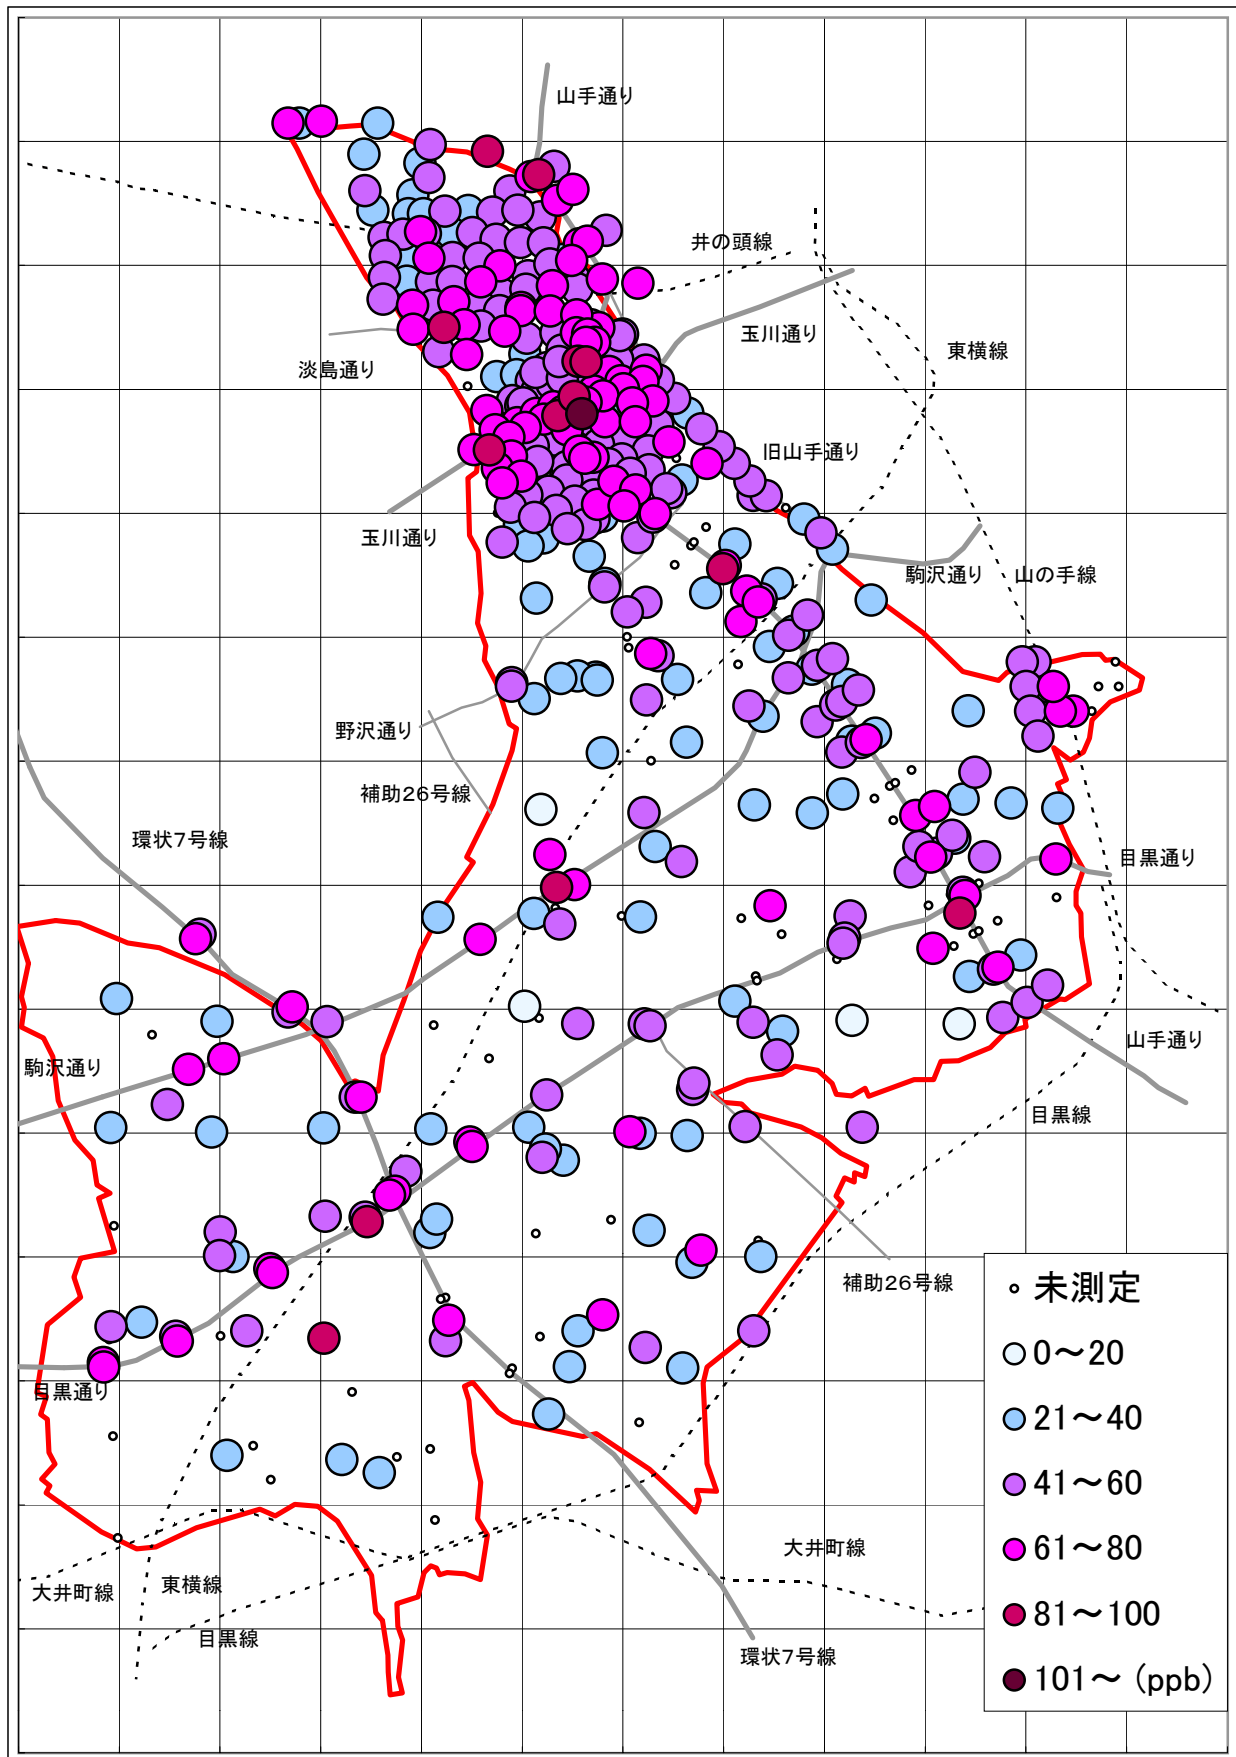 山手通り
井の頭線
玉川通り
東横線
淡島通り
旧山手通り
玉川通り
駒沢通り
山の手線
野沢通り
補助26号線
環状7号線
目黒通り
山手通り
駒沢通り
目黒線
補助26号線
未測定
0～20
21～40
目黒通り
41～60
61～80
大井町線
大井町線
東横線
81～100
目黒線
環状7号線
101～ (ppb)